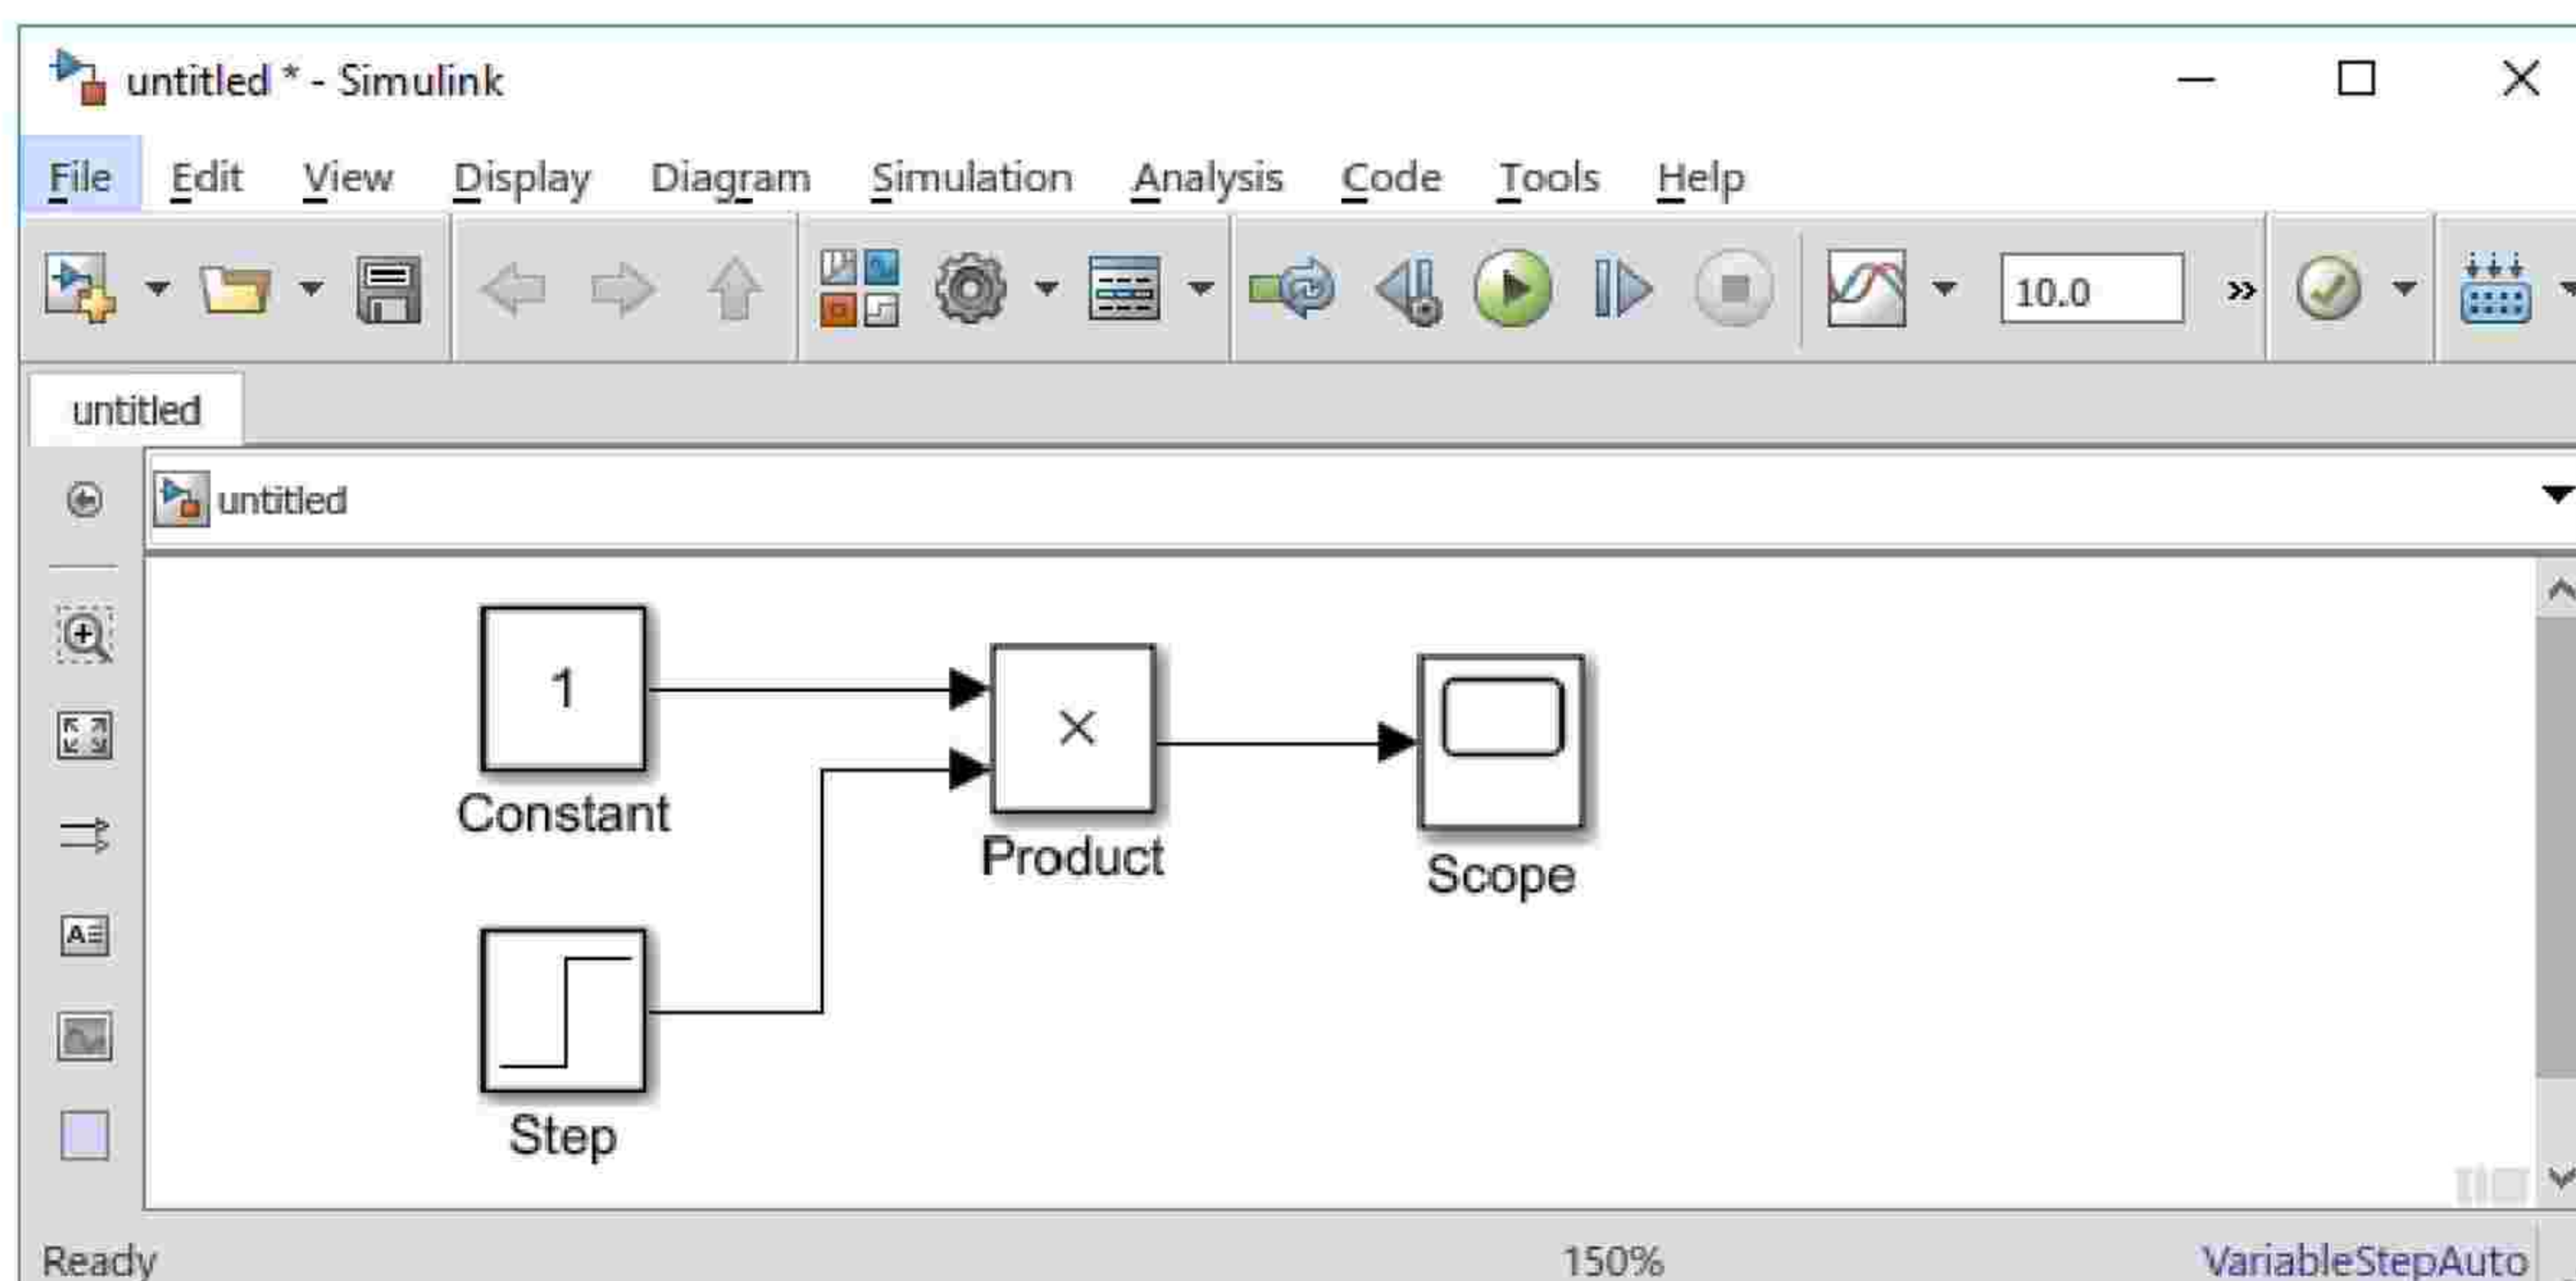 untitled * - Simulink
File Edit View Display Diagram Simulation Analysis Code Tools Help
10.0 »
untitled
untitled
1
Constant
×
Product
Scope
Step
Ready 150% VariableStepAuto